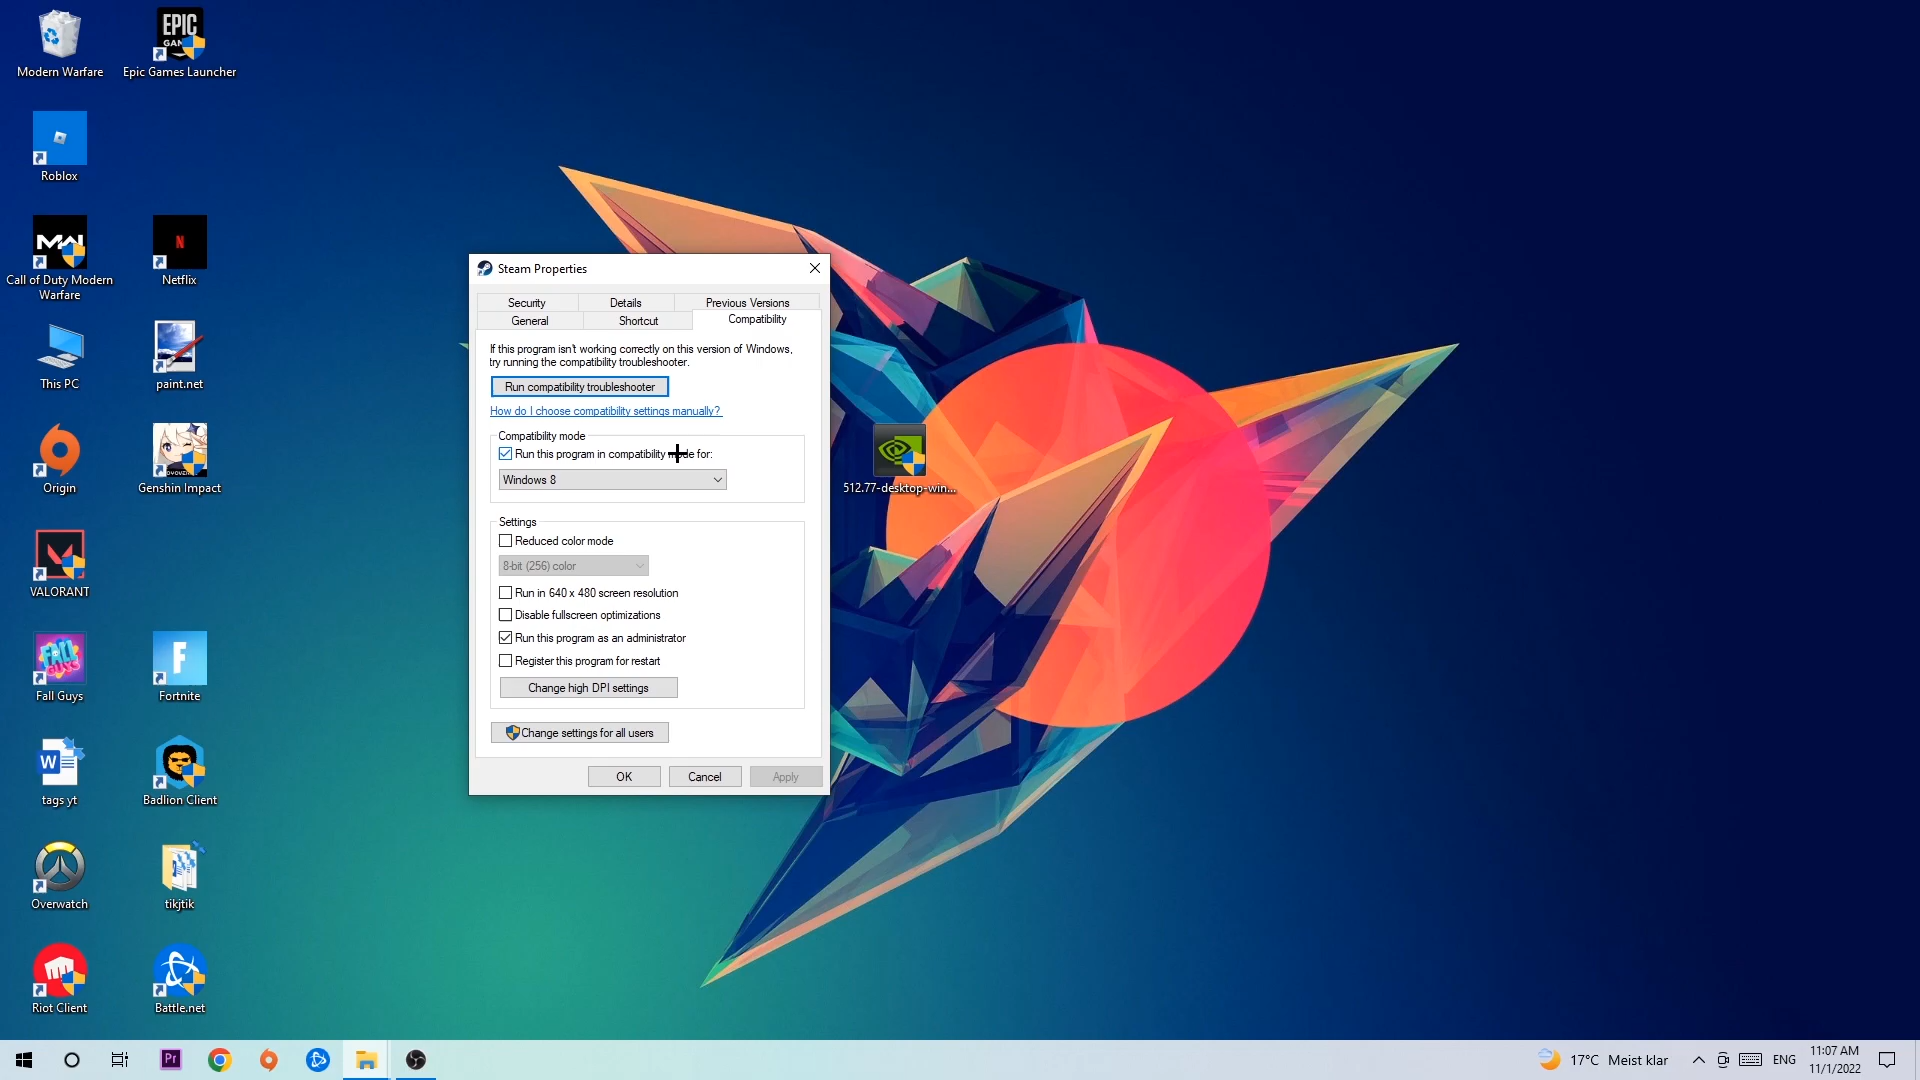 Modern Warfare
EPIC
GAMES
Epic Games Launcher
Roblox
MW
Call of Duty Modern
Warfare
N
Netflix
This PC
paint.net
Origin
Genshin Impact
VALORANT
FALL
Fall Guys
F
Fortnite
W
tags yt
Badlion Client
Overwatch
tikjtik
Riot Client
Battle.net
Steam Properties
Security
Details
Previous Versions
General
Shortcut
Compatibility
If this program isn't working correctly on this version of Windows,
try running the compatibility troubleshooter.
Run compatibility troubleshooter
How do I choose compatibility settings manually?
Compatibility mode
Run this program in compatibility mode for:
Windows 8
Settings
Reduced color mode
8-bit (256) color
Run in 640 x 480 screen resolution
Disable fullscreen optimizations
Run this program as an administrator
Register this program for restart
Change high DPI settings
Change settings for all users
OK
Cancel
Apply
512.77-desktop-win...
Pr
17°C Meist klar
ENG
11:07 AM
11/1/2022